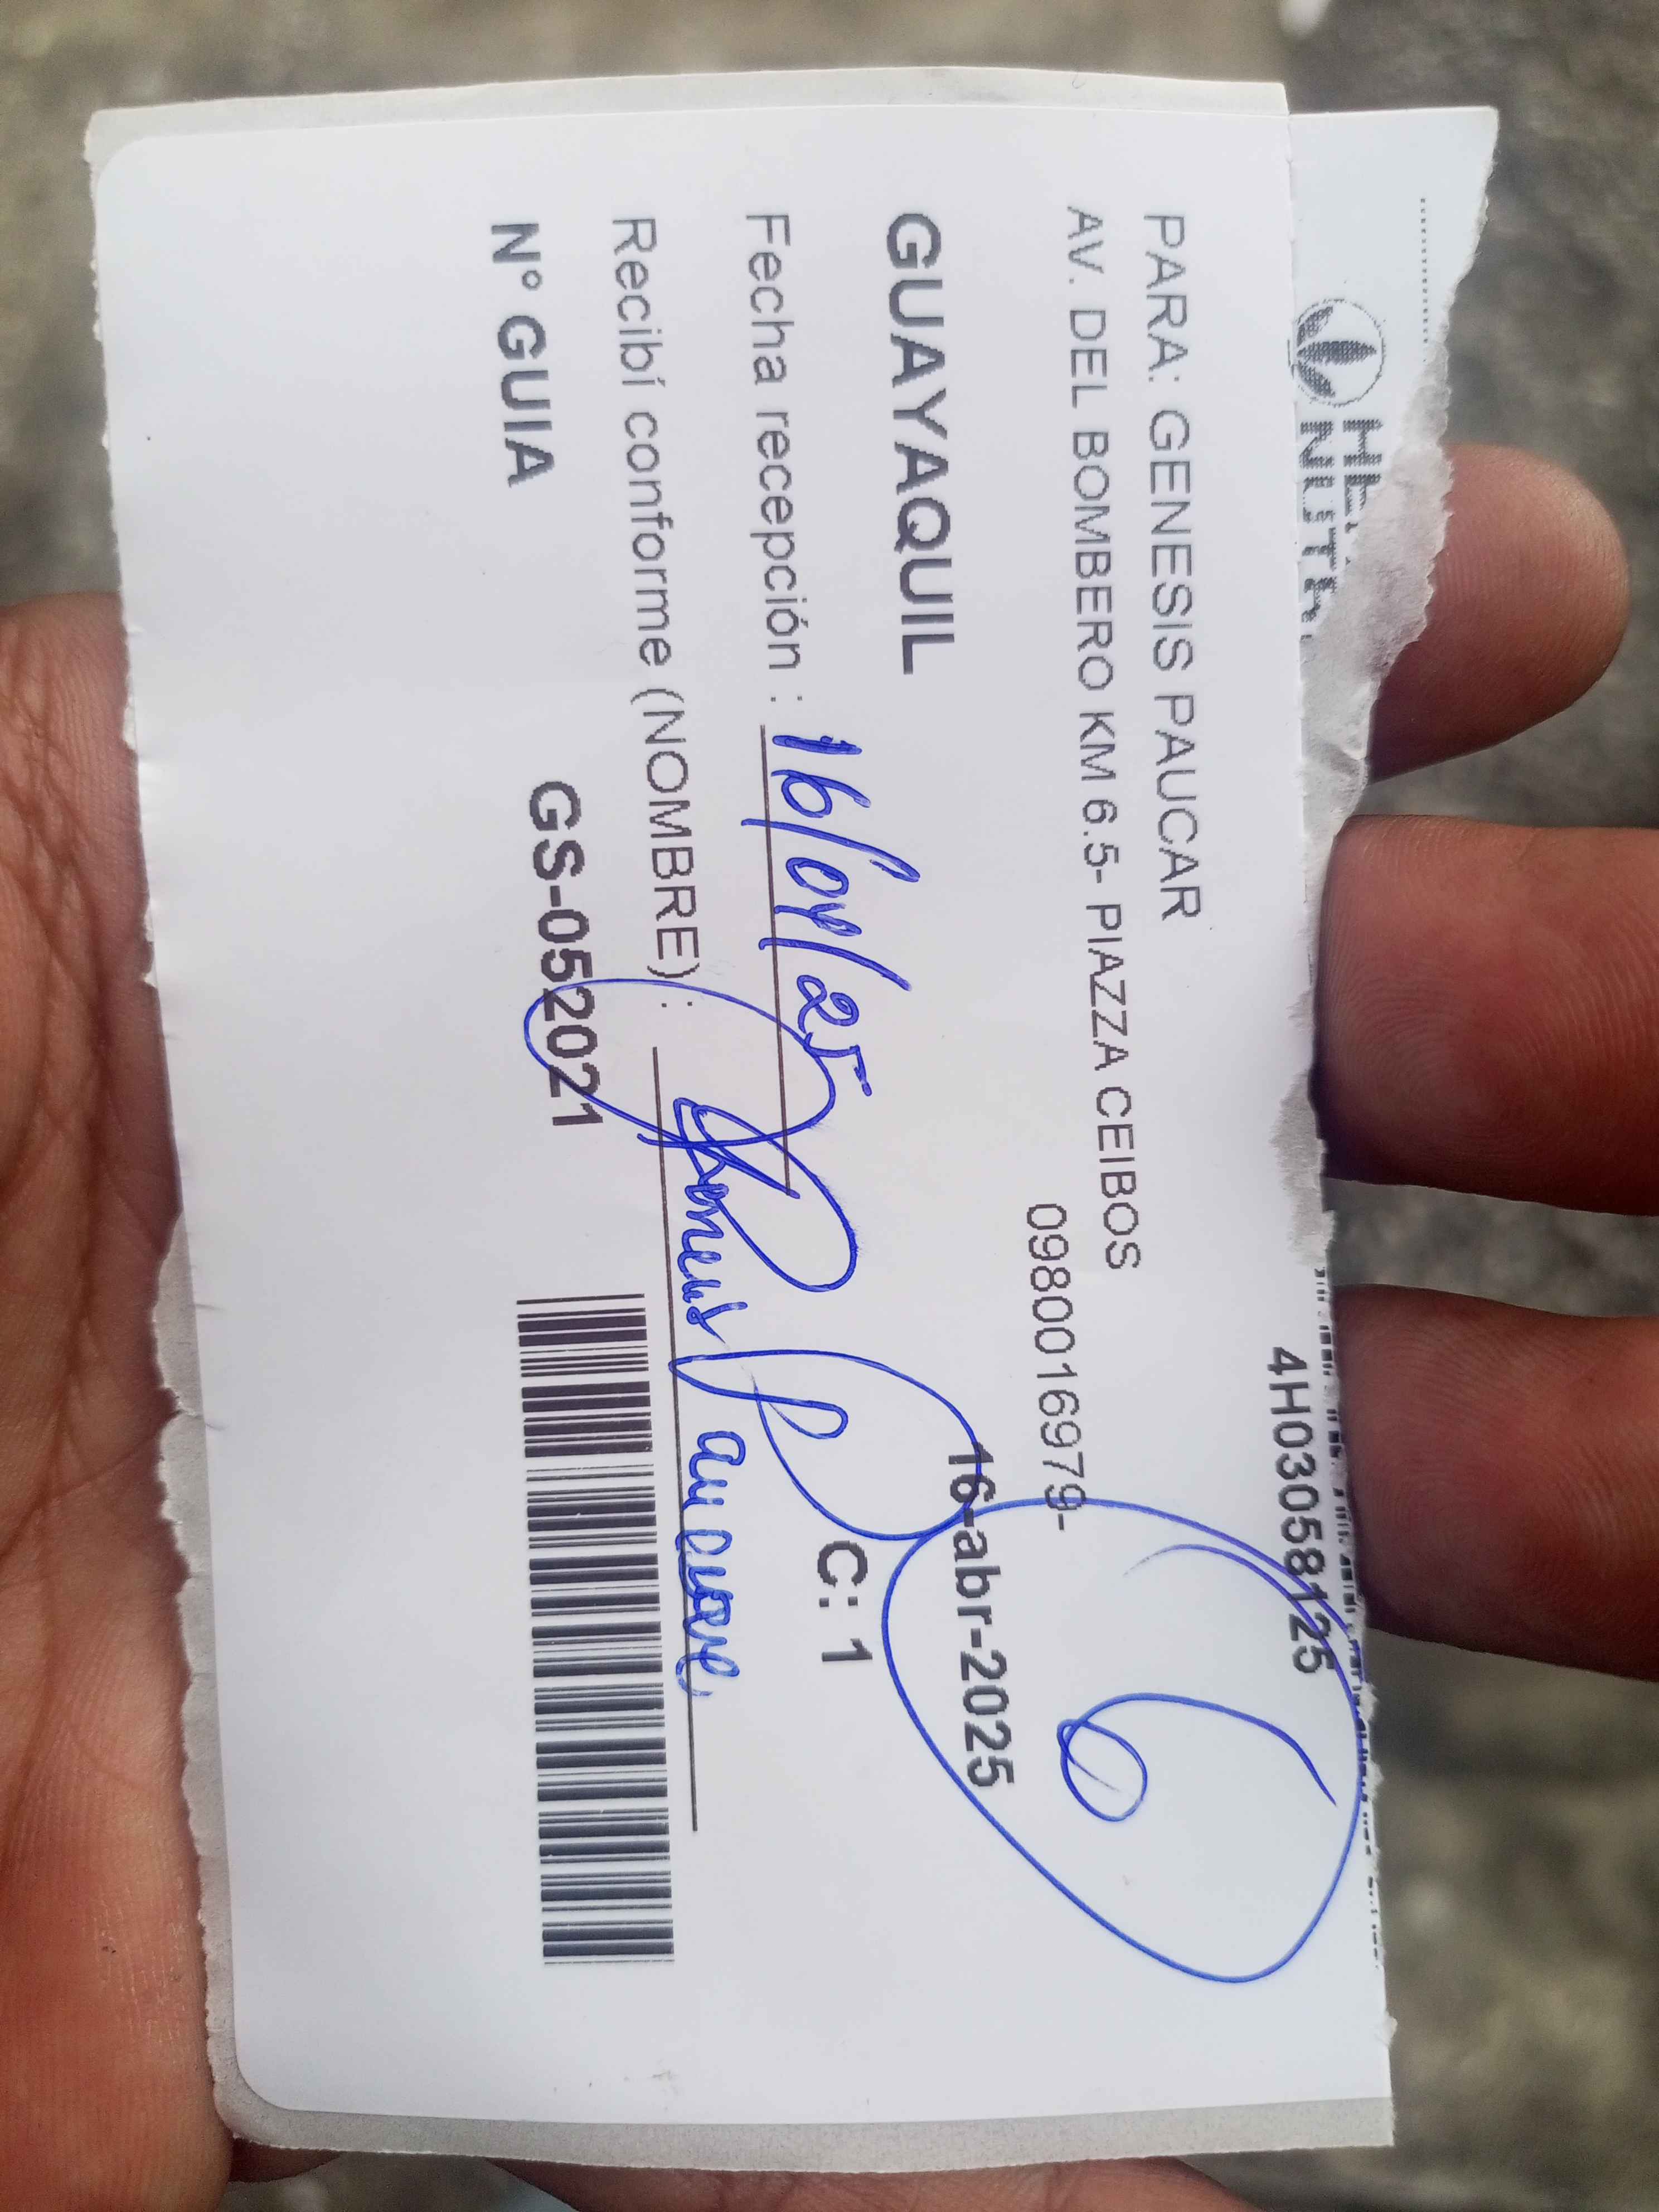 4H03058125
PARA: GENESIS PAUCAR
AV. DEL BOMBERO KM 6.5- PIAZZA CEIBOS
0980016979-
16-abr-2025
GUAYAQUIL
C: 1
Fecha recepción : 16/04/25
Recibí conforme (NOMBRE) :
N° GUIA GS-052021
6